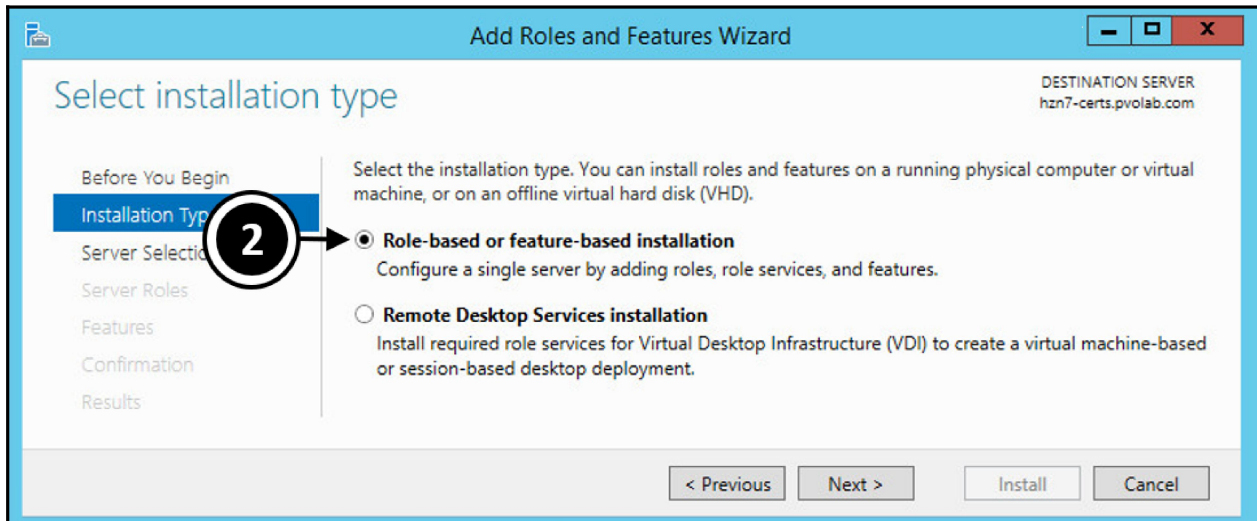 Add Roles and Features Wizard
Select installation type
DESTINATION SERVER
hzn7-certs.pvolab.com
Before You Begin
Installation Typ
Server Selectio
Server Roles
Features
Confirmation
Results
2
Select the installation type. You can install roles and features on a running physical computer or virtual
machine, or on an offline virtual hard disk (VHD).
Role-based or feature-based installation
Configure a single server by adding roles, role services, and features.
Remote Desktop Services installation
Install required role services for Virtual Desktop Infrastructure (VDI) to create a virtual machine-based
or session-based desktop deployment.
< Previous
Next >
Install
Cancel